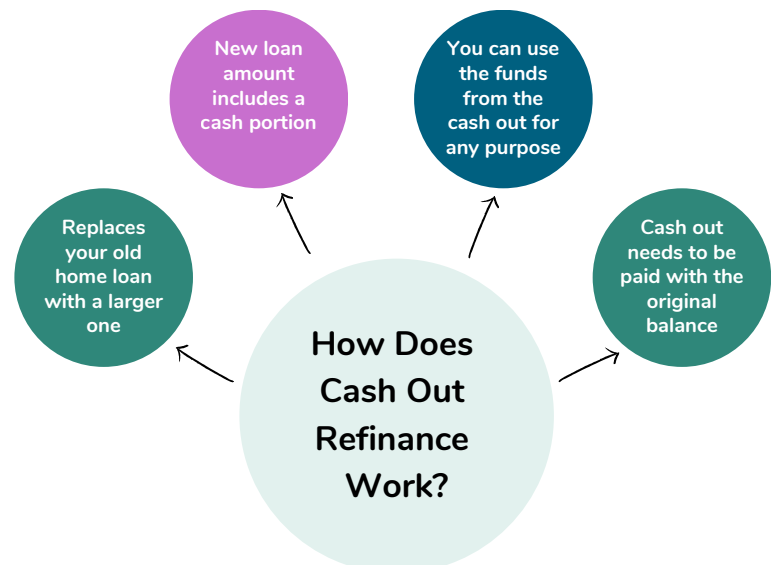 New loan
amount
includes a
cash portion
You can use
the funds
from the
cash out for
any purpose
Replaces
your old
home loan
with a larger
one
Cash out
needs to be
paid with the
original
balance
How Does
Cash Out
Refinance
Work?